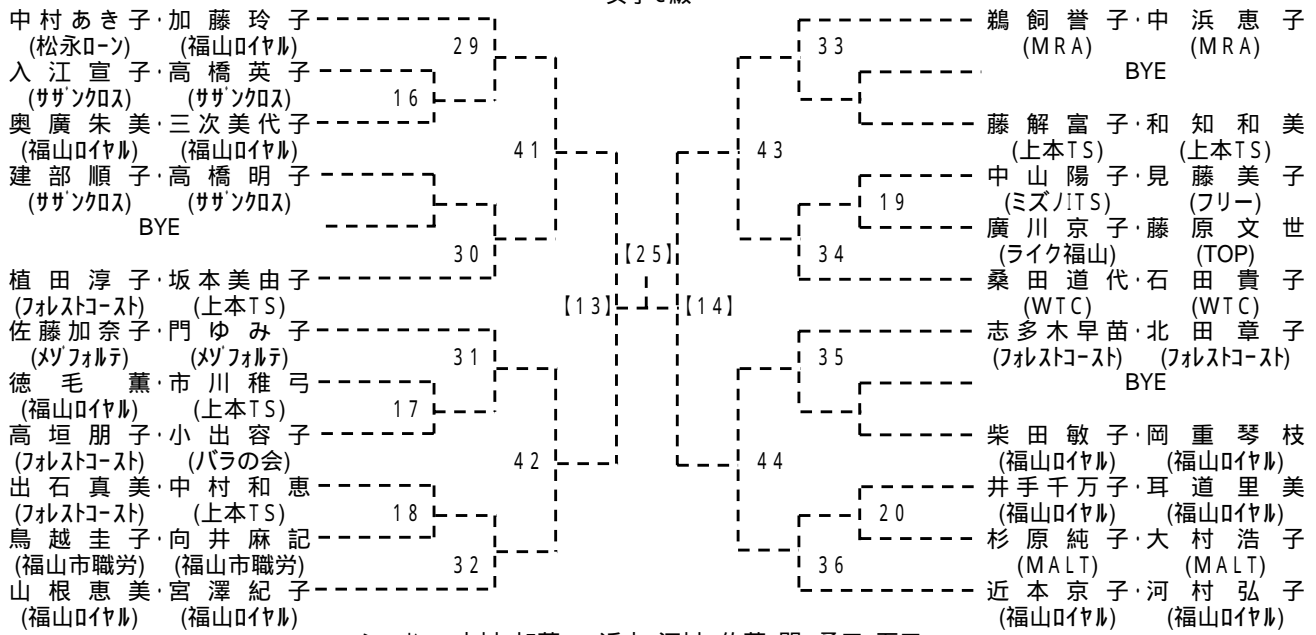 中村あき子・加藤玲子
(松永ローン) (福山ロイヤル)
29
入江宣子・高橋英子
(サザンクロス) (サザンクロス)
16
奥廣朱美・三次美代子
(福山ロイヤル) (福山ロイヤル)
41
建部順子・高橋明子
(サザンクロス) (サザンクロス)
BYE
30
植田淳子・坂本美由子
(フォレストコースト) (上本TS)
【13】
佐藤加奈子・門ゆみ子
(メゾフォルテ) (メゾフォルテ)
31
徳毛薫・市川稚弓
(福山ロイヤル) (上本TS)
17
高垣朋子・小出容子
(フォレストコースト) (バラの会)
42
出石真美・中村和恵
(フォレストコースト) (上本TS)
18
鳥越圭子・向井麻記
(福山市職労) (福山市職労)
32
山根恵美・宮澤紀子
(福山ロイヤル) (福山ロイヤル)
【25】
鵜飼誉子・中浜恵子
(MRA) (MRA)
33
BYE
藤解富子・和知和美
(上本TS) (上本TS)
43
中山陽子・見藤美子
(ミズノITS) (フリー)
19
廣川京子・藤原文世
(ライク福山) (TOP)
34
桑田道代・石田貴子
(WTC) (WTC)
【14】
志多木早苗・北田章子
(フォレストコースト) (フォレストコースト)
35
BYE
柴田敏子・岡重琴枝
(福山ロイヤル) (福山ロイヤル)
44
井手千万子・耳道里美
(福山ロイヤル) (福山ロイヤル)
20
杉原純子・大村浩子
(MALT) (MALT)
36
近本京子・河村弘子
(福山ロイヤル) (福山ロイヤル)